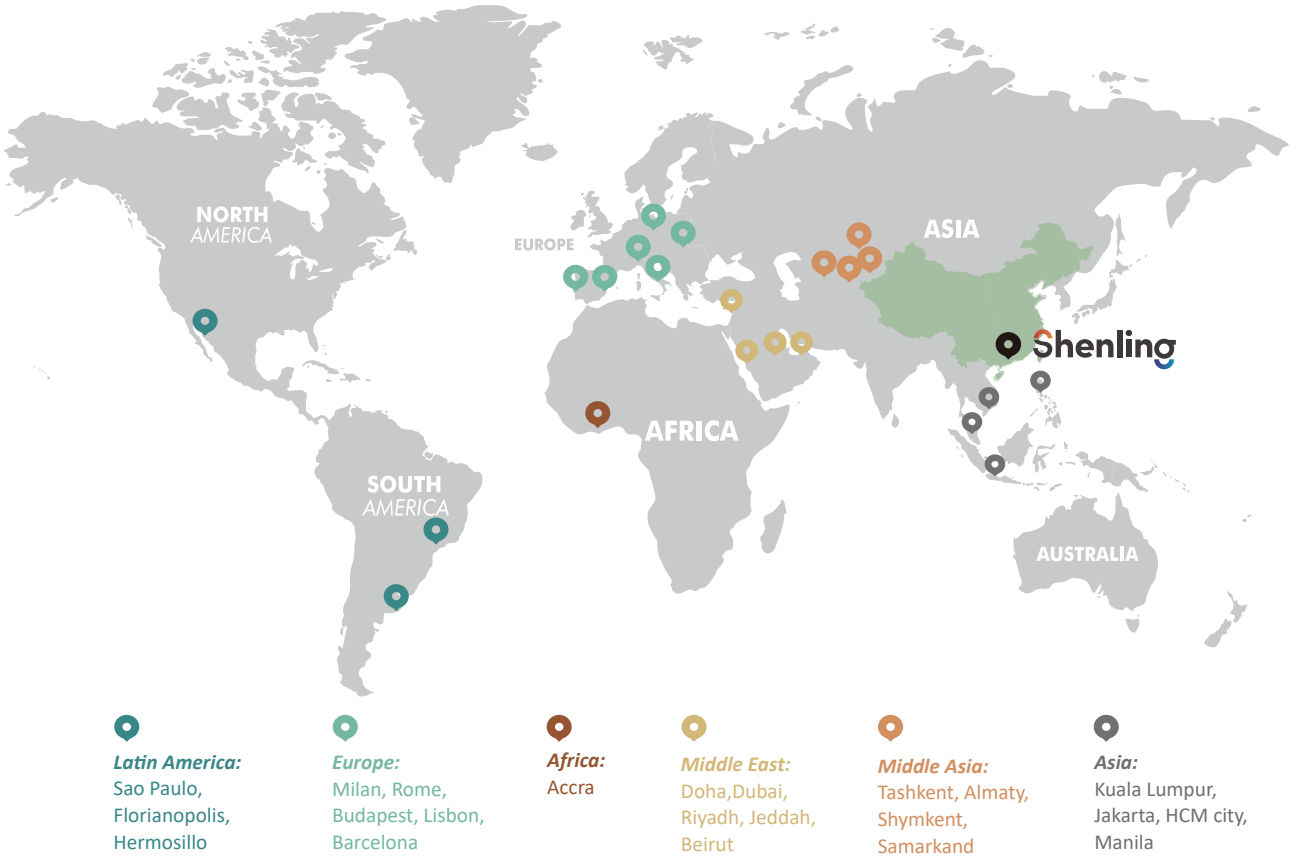 NORTH
AMERICA
EUROPE
ASIA
Shenling
AFRICA
SOUTH
AMERICA
AUSTRALIA
Latin America:
Sao Paulo,
Florianopolis,
Hermosillo
Europe:
Milan, Rome,
Budapest, Lisbon,
Barcelona
Africa:
Accra
Middle East:
Doha,Dubai,
Riyadh, Jeddah,
Beirut
Middle Asia:
Tashkent, Almaty,
Shymkent,
Samarkand
Asia:
Kuala Lumpur,
Jakarta, HCM city,
Manila